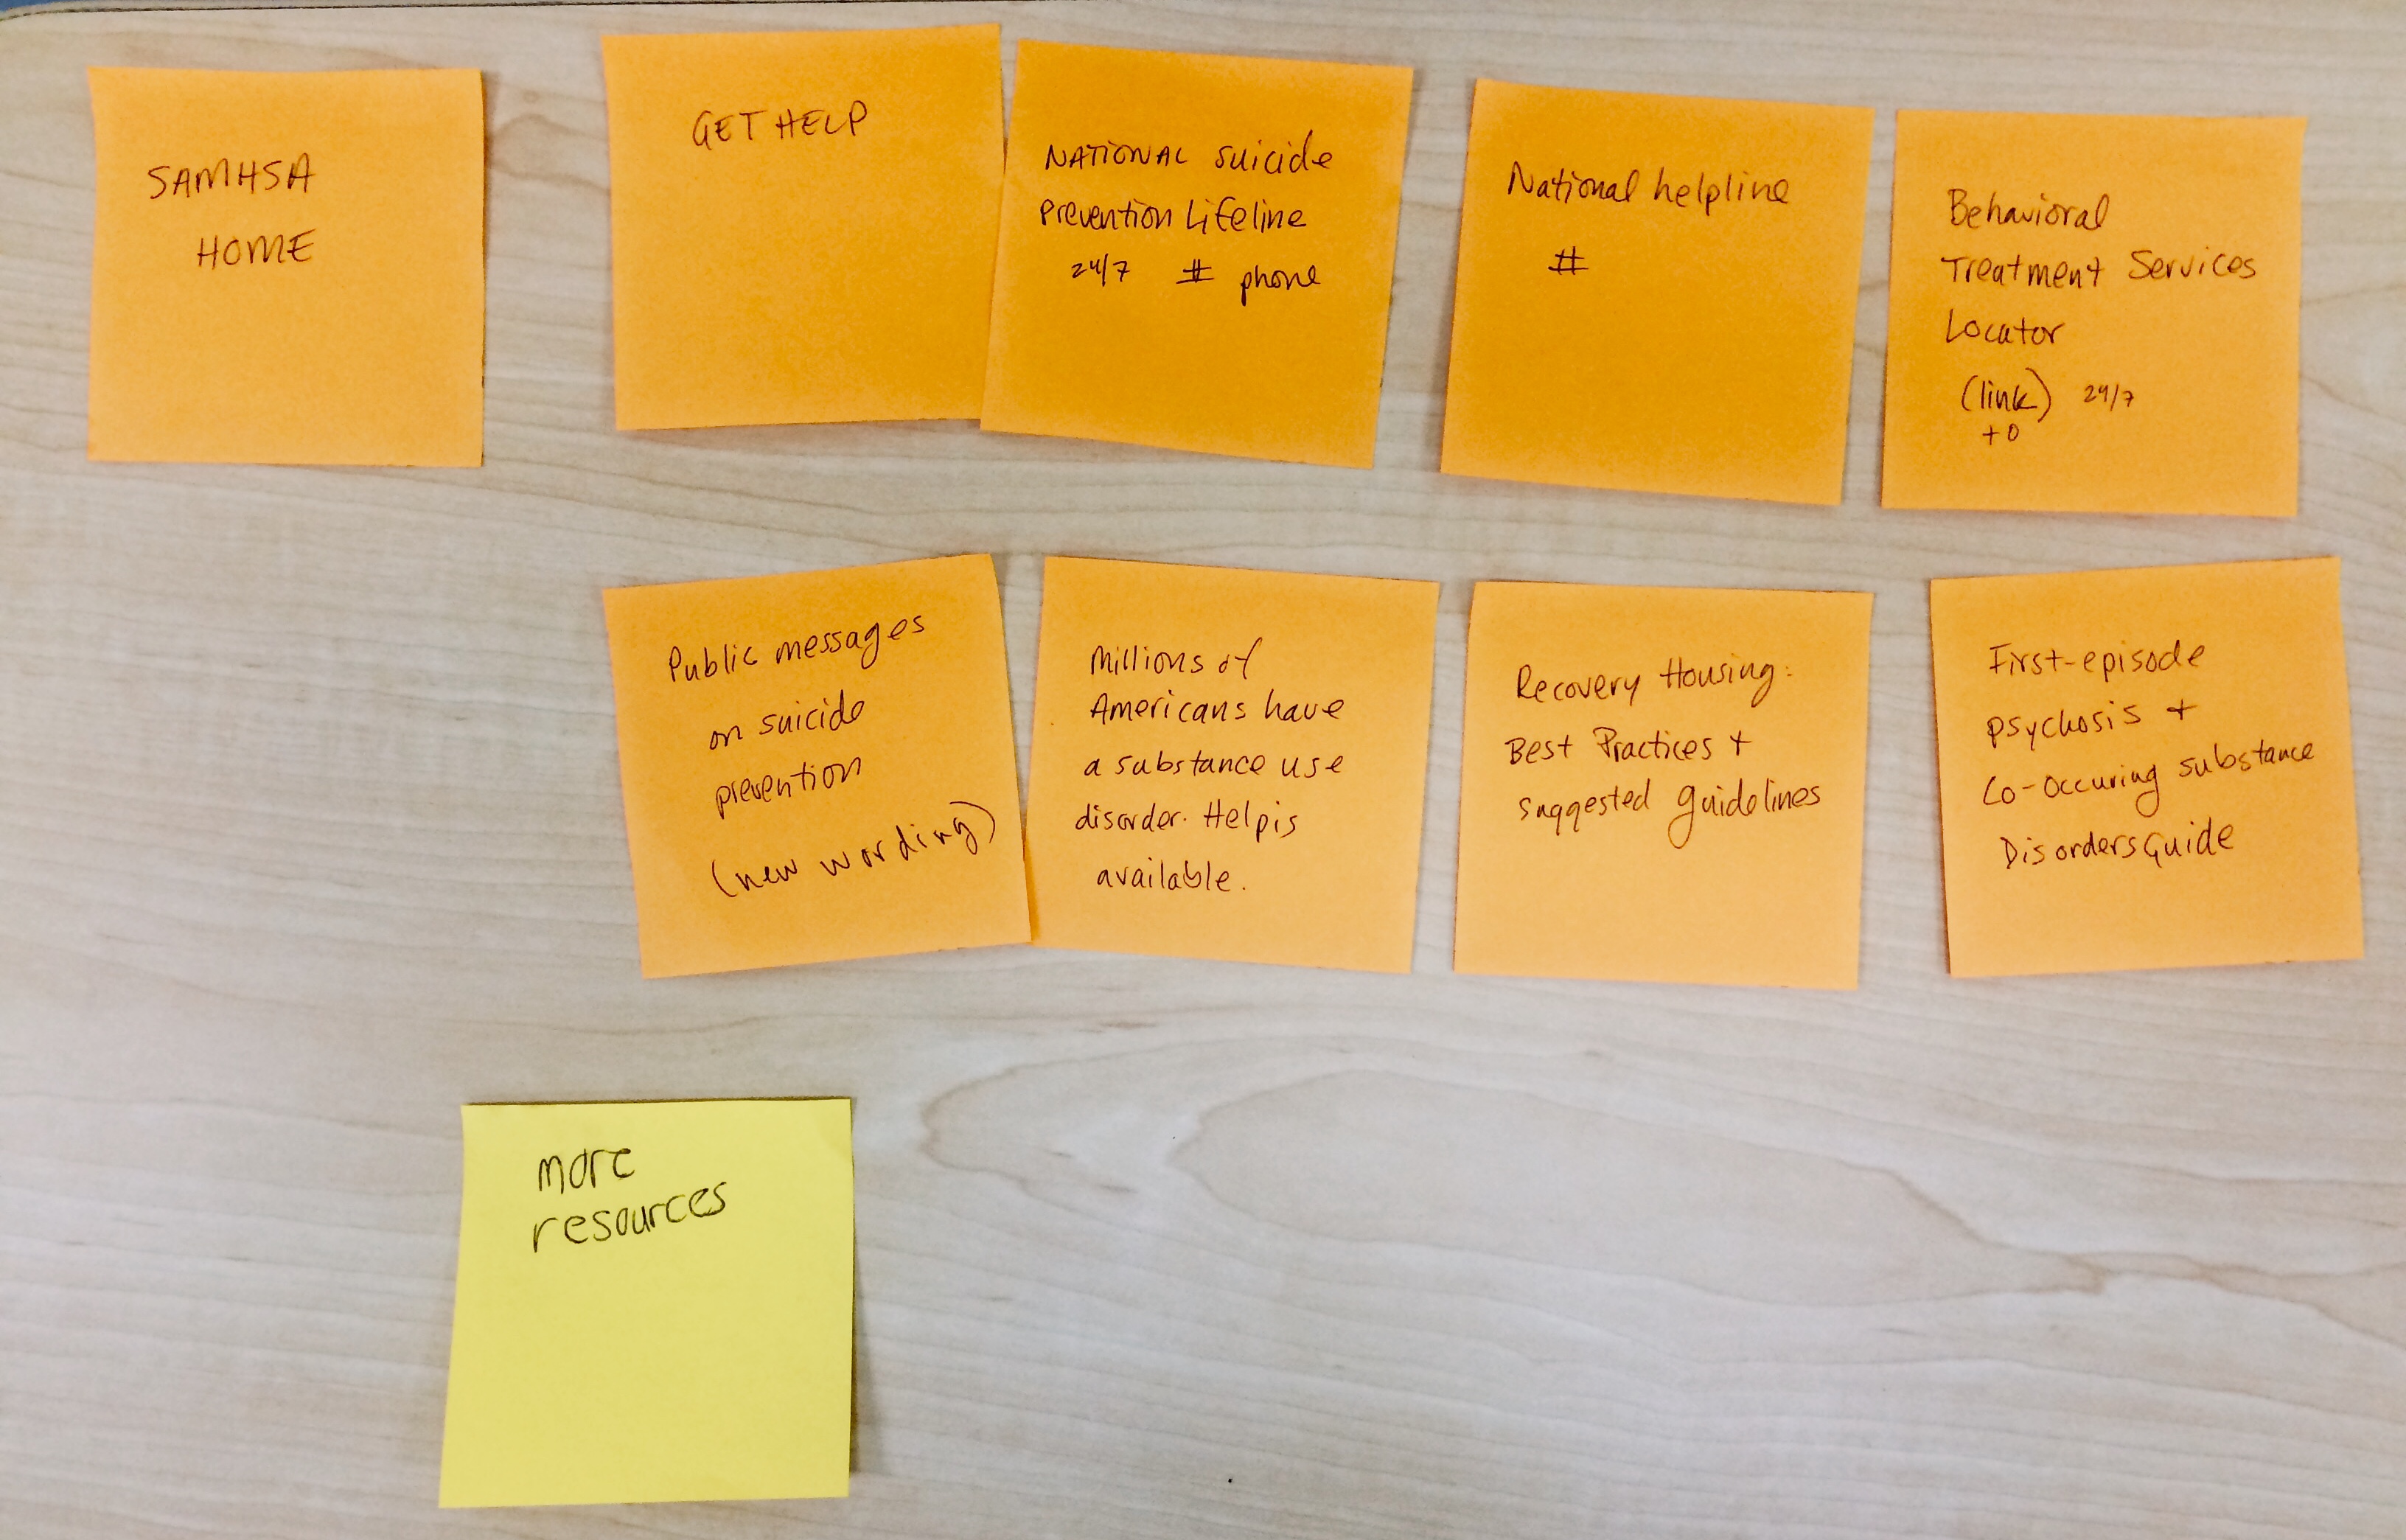 SAMHSA
HOME
GET HELP
NATIONAL suicide
Prevention Lifeline
24/7 # phone
National helpline
#
Behavioral
Treatment Services
Locator
(link) 24/7
+0
Public messages
on suicide
prevention
(new wording)
Millions of
Americans have
a substance use
disorder. Help is
available.
Recovery Housing:
Best Practices +
suggested guidelines
First-episode
psychosis +
Co-occuring substance
Disorders Guide
more
resources